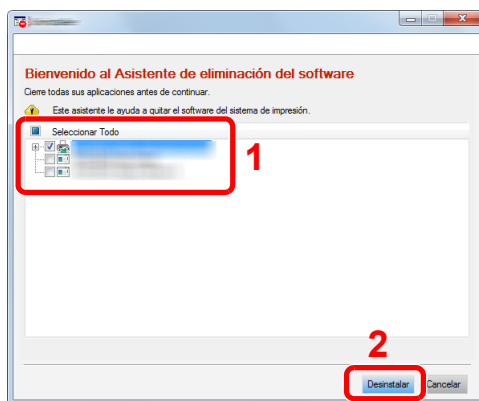 Bienvenido al Asistente de eliminación del software
Cierre todas sus aplicaciones antes de continuar.
Este asistente le ayuda a quitar el software del sistema de impresión.
Seleccionar Todo
1
2
Desinstalar Cancelar